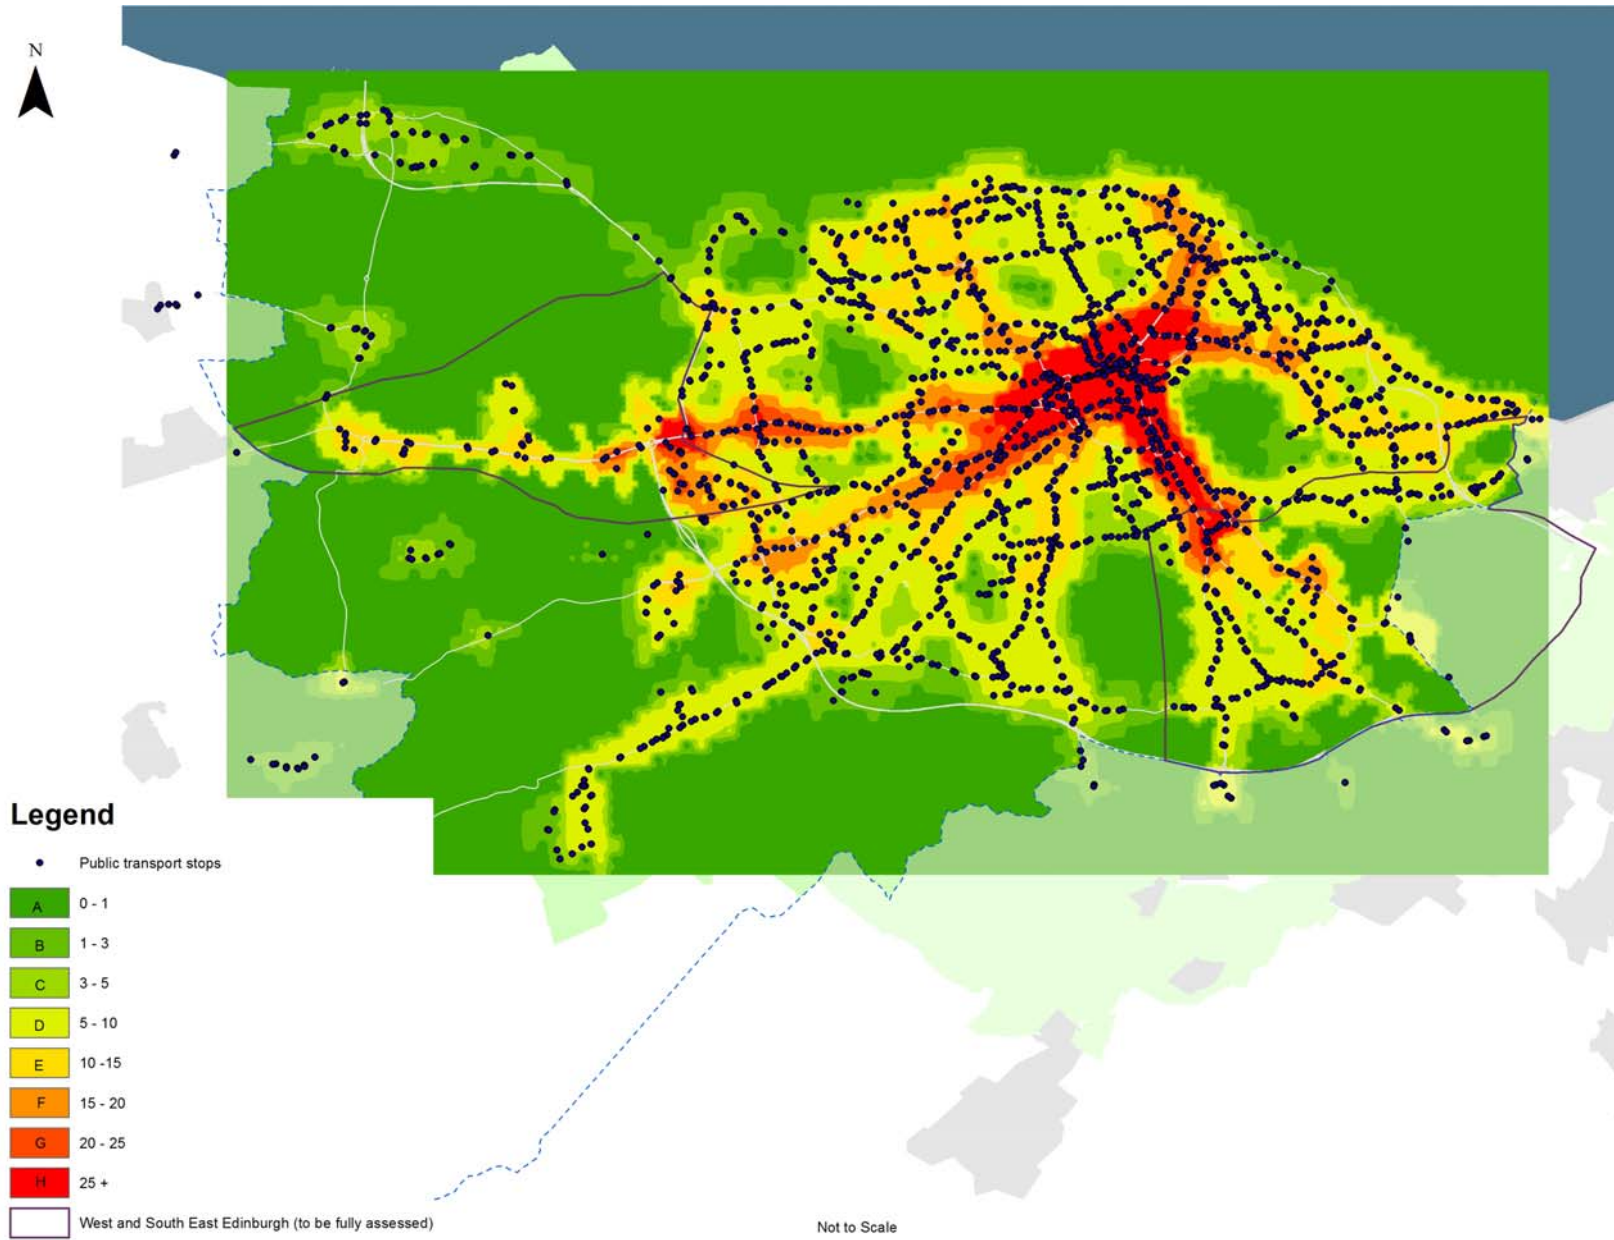 N
Legend
Public transport stops
A 0 - 1
B 1 - 3
C 3 - 5
D 5 - 10
E 10 -15
F 15 - 20
G 20 - 25
H 25 +
West and South East Edinburgh (to be fully assessed)
Not to Scale